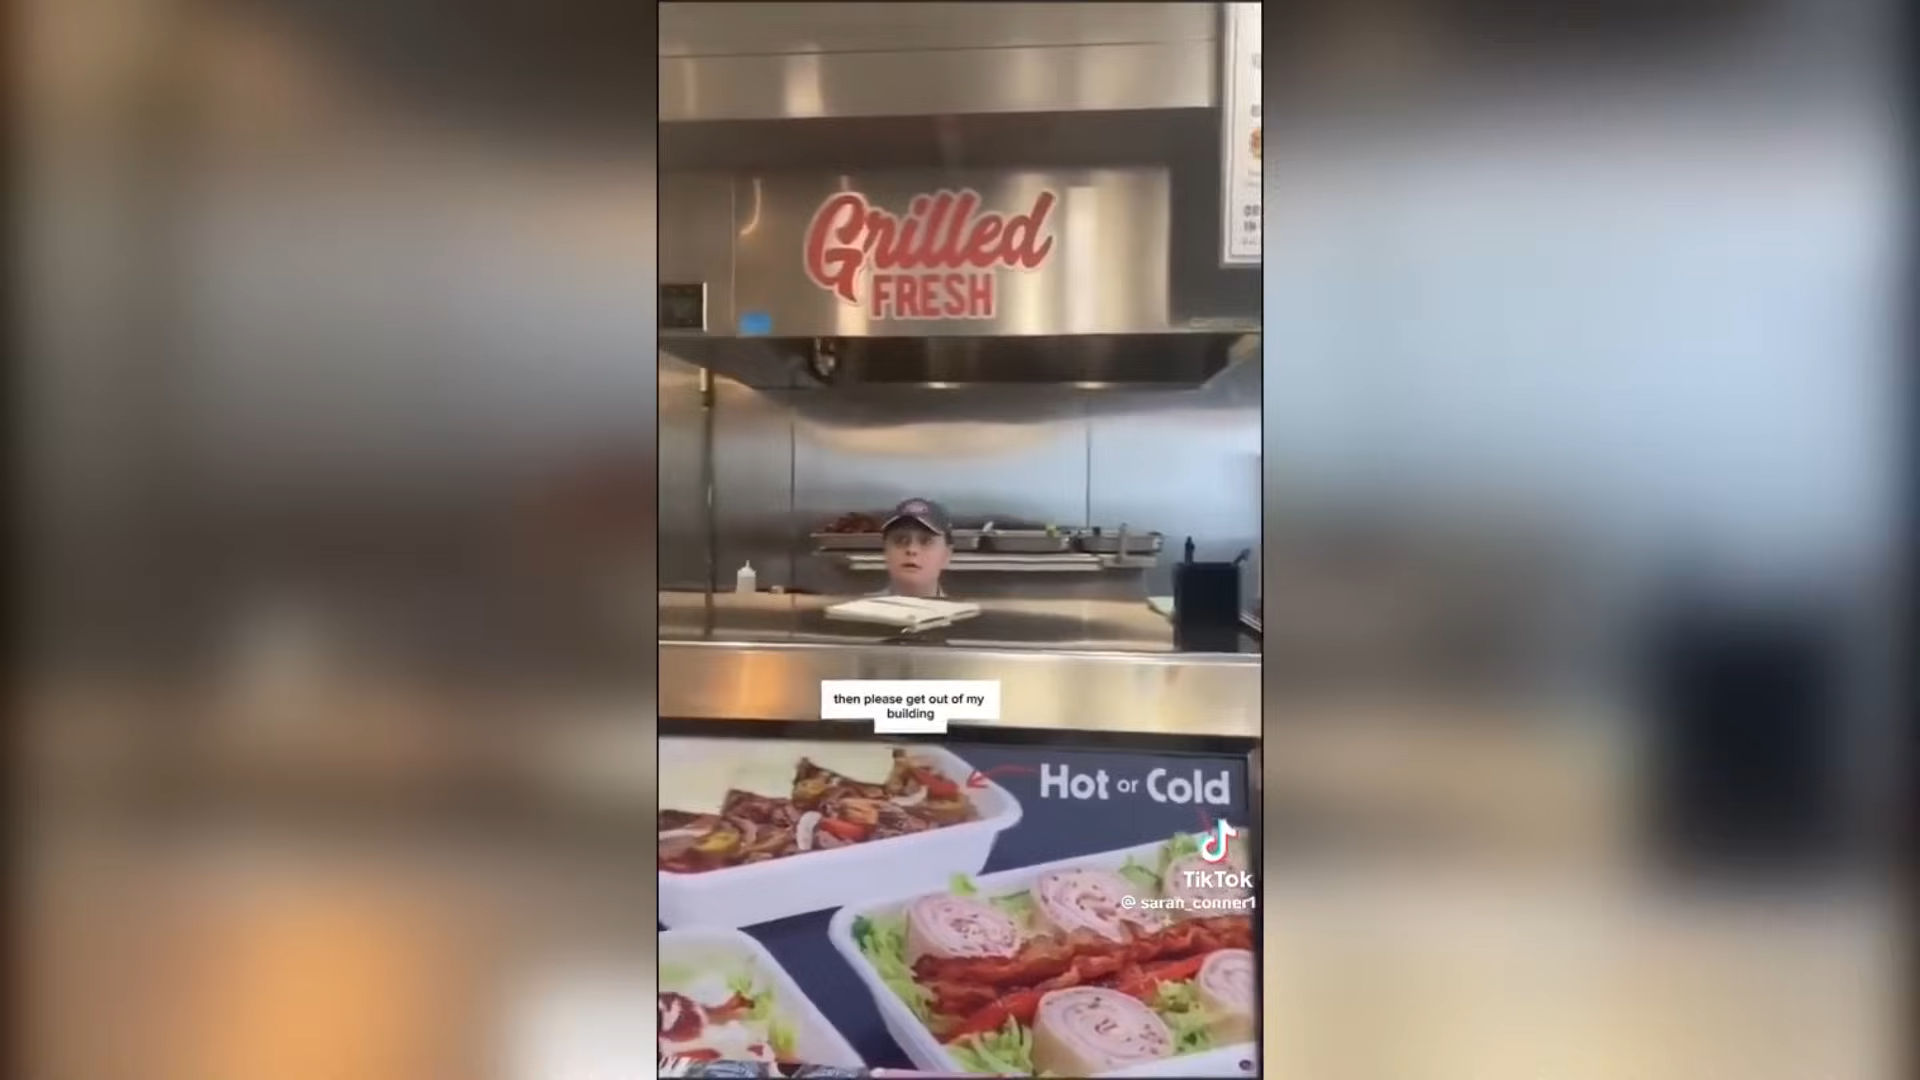 Grilled
FRESH
then please get out of my
building
Hot or Cold
TikTok
@ sarah_conner1